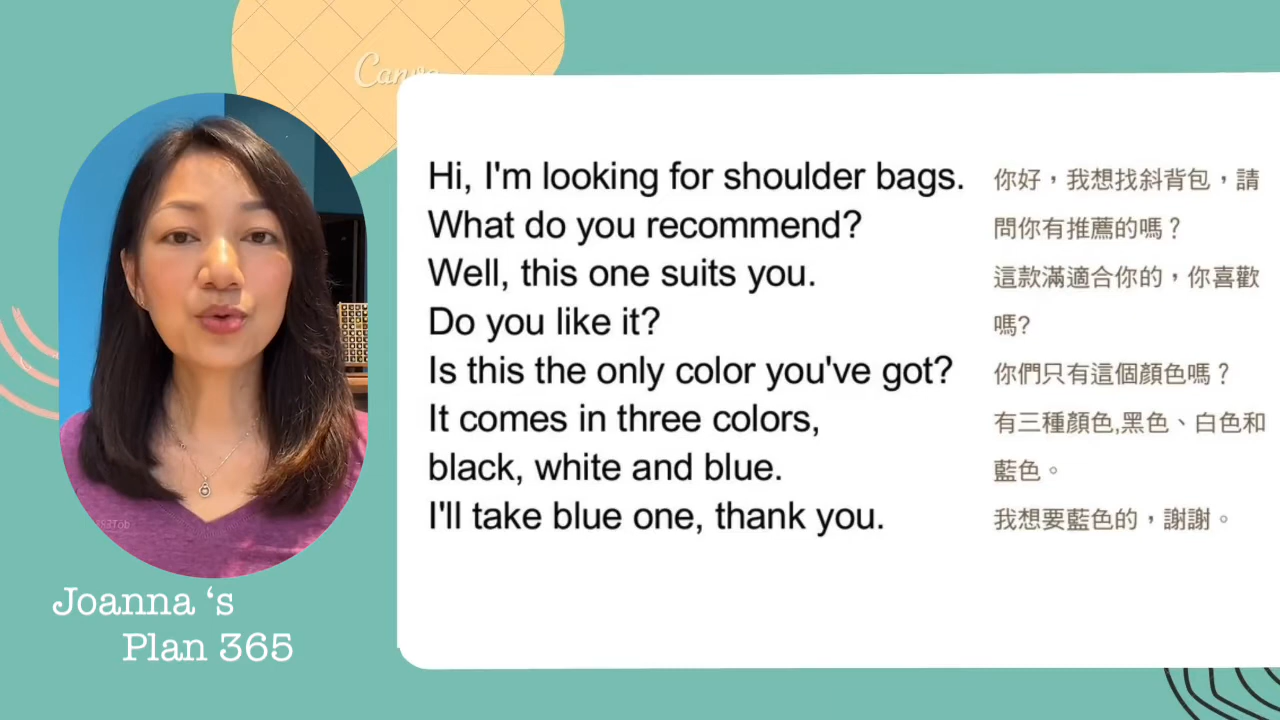 Canva
Hi, I'm looking for shoulder bags.
What do you recommend?
Well, this one suits you.
Do you like it?
Is this the only color you've got?
It comes in three colors,
black, white and blue.
I'll take blue one, thank you.
你好，我想找斜背包，請
問你有推薦的嗎？
這款滿適合你的，你喜歡
嗎?
你們只有這個顏色嗎？
有三種顏色,黑色、白色和
藍色。
我想要藍色的，謝謝。
Joanna ‘s
Plan 365